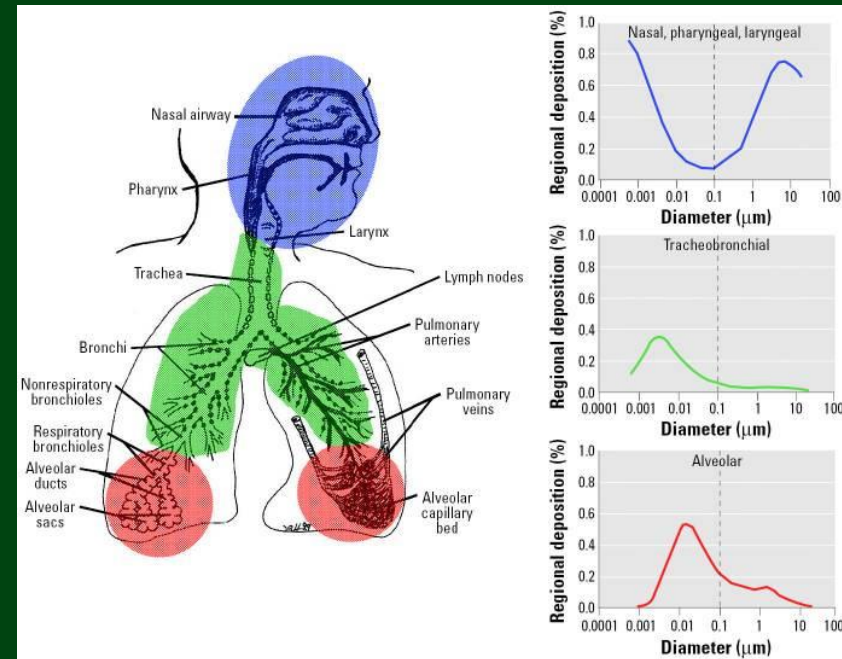 Nasal airway
Pharynx
Larynx
Trachea
Lymph nodes
Bronchi
Pulmonary
arteries
Nonrespiratory
bronchioles
Pulmonary
veins
Respiratory
bronchioles
Alveolar
ducts
Alveolar
sacs
Alveolar
capillary
bed
Nasal, pharyngeal, laryngeal
Regional deposition (%)
1.0
0.8
0.6
0.4
0.2
0.0
0.0001 0.001 0.01 0.1 1 10 100
Diameter (μm)
Tracheobronchial
Regional deposition (%)
1.0
0.8
0.6
0.4
0.2
0.0
0.0001 0.001 0.01 0.1 1 10 100
Diameter (μm)
Alveolar
Regional deposition (%)
1.0
0.8
0.6
0.4
0.2
0.0
0.0001 0.001 0.01 0.1 1 10 100
Diameter (μm)